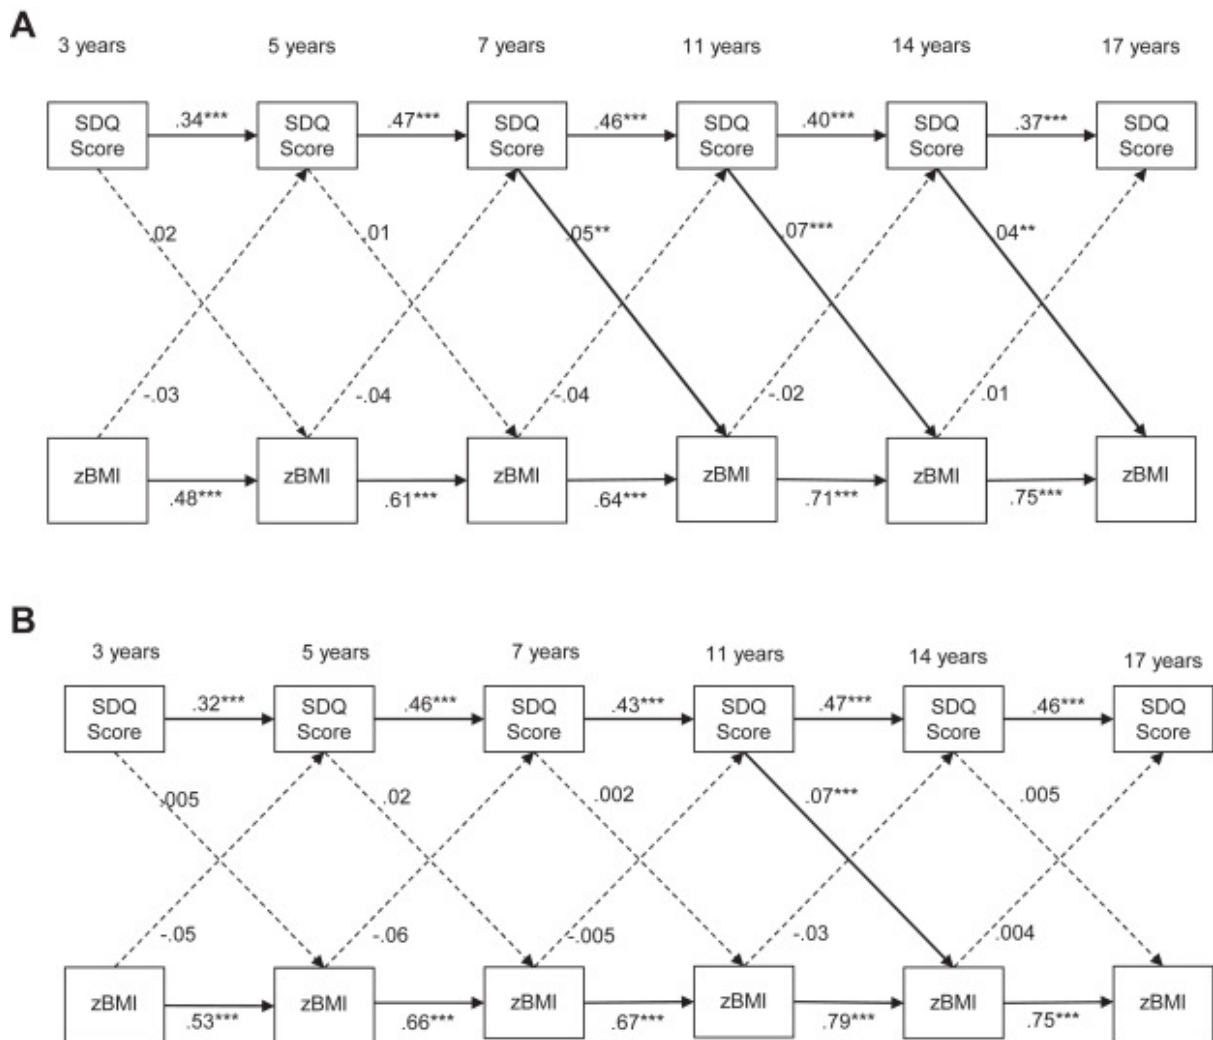 A
3 years 5 years 7 years 11 years 14 years 17 years
SDQ Score .34*** SDQ Score .47*** SDQ Score .46*** SDQ Score .40*** SDQ Score .37*** SDQ Score
.02 .01 .05** .07*** .04**
-.03 -.04 -.04 -.02 .01
zBMI zBMI zBMI zBMI zBMI zBMI
.48*** .61*** .64*** .71*** .75***
B
3 years 5 years 7 years 11 years 14 years 17 years
SDQ Score .32*** SDQ Score .46*** SDQ Score .43*** SDQ Score .47*** SDQ Score .46*** SDQ Score
.005 .02 .002 .07*** .005
-.05 -.06 -.005 -.03 .004
zBMI zBMI zBMI zBMI zBMI zBMI
.53*** .66*** .67*** .79*** .75***